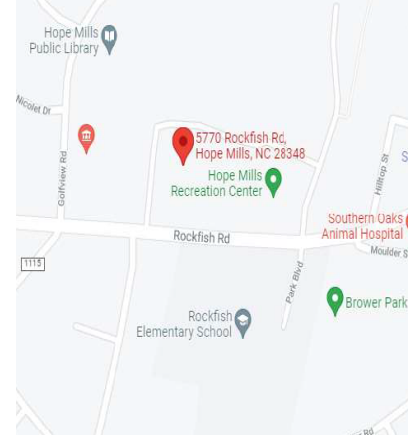 Hope Mills
Public Library
Nicolet Dr
Golfview Rd
5770 Rockfish Rd,
Hope Mills, NC 28348
Hope Mills
Recreation Center
Hilltop St
S
Southern Oaks
Animal Hospital
Rockfish Rd
Moulder S
1115
Park Blvd
Brower Park
Rockfish
Elementary School
Rd